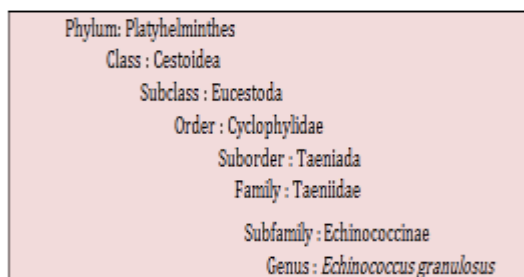 Phylum: Platyhelminthes
Class : Cestoidea
Subclass : Eucestoda
Order : Cyclophylidae
Suborder : Taeniada
Family : Taeniidae
Subfamily : Echinococcinae
Genus : Echinococcus granulosus